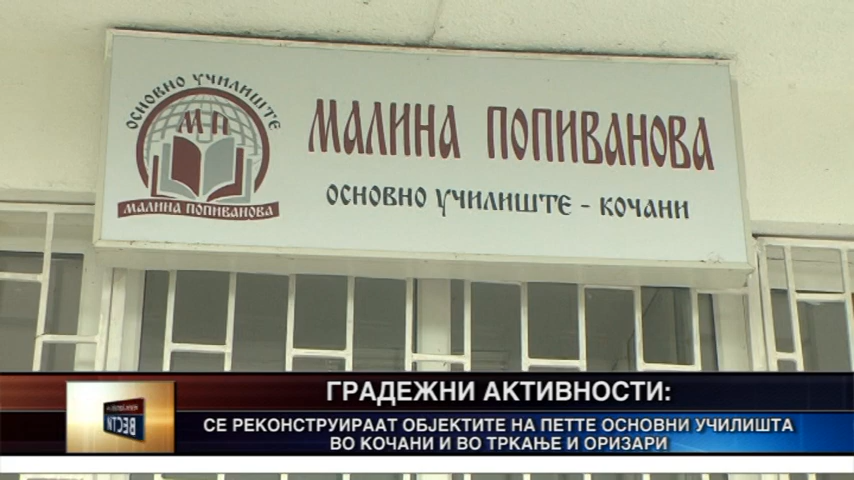 ОСНОВНО УЧИЛИШТЕ
МП
МАЛИНА ПОПИВАНОВА
МАЛИНА ПОПИВАНОВА
ОСНОВНО УЧИЛИШТЕ - КОЧАНИ
ГРАДЕЖНИ АКТИВНОСТИ:
ВЕСТИ
СЕ РЕКОНСТРУИРААТ ОБЈЕКТИТЕ НА ПЕТТЕ ОСНОВНИ УЧИЛИШТА
ВО КОЧАНИ И ВО ТРКАЊЕ И ОРИЗАРИ